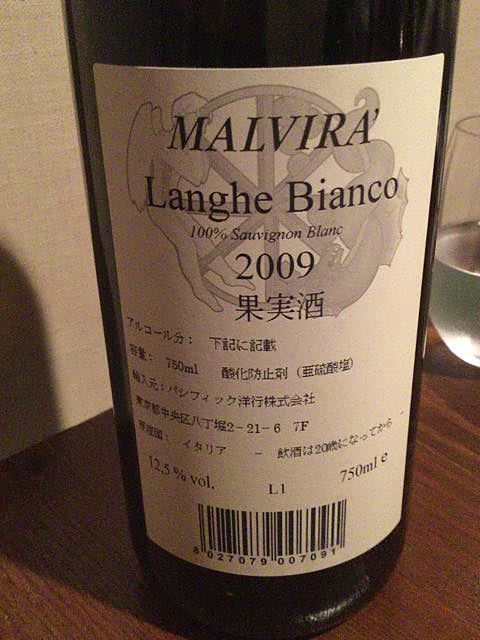 MALVIRA'
Langhe Bianco
100% Sauvignon Blanc
2009
果実酒
アルコール分： 下記に記載
容量： 750ml 酸化防止剤（亜硫酸塩）
輸入元：パシフィック洋行株式会社
東京都中央区八丁堀2－21－6 7F
原産国： イタリア － 飲酒は20歳になってから －
12,5 % vol. L1 750ml e
8 027079 007091